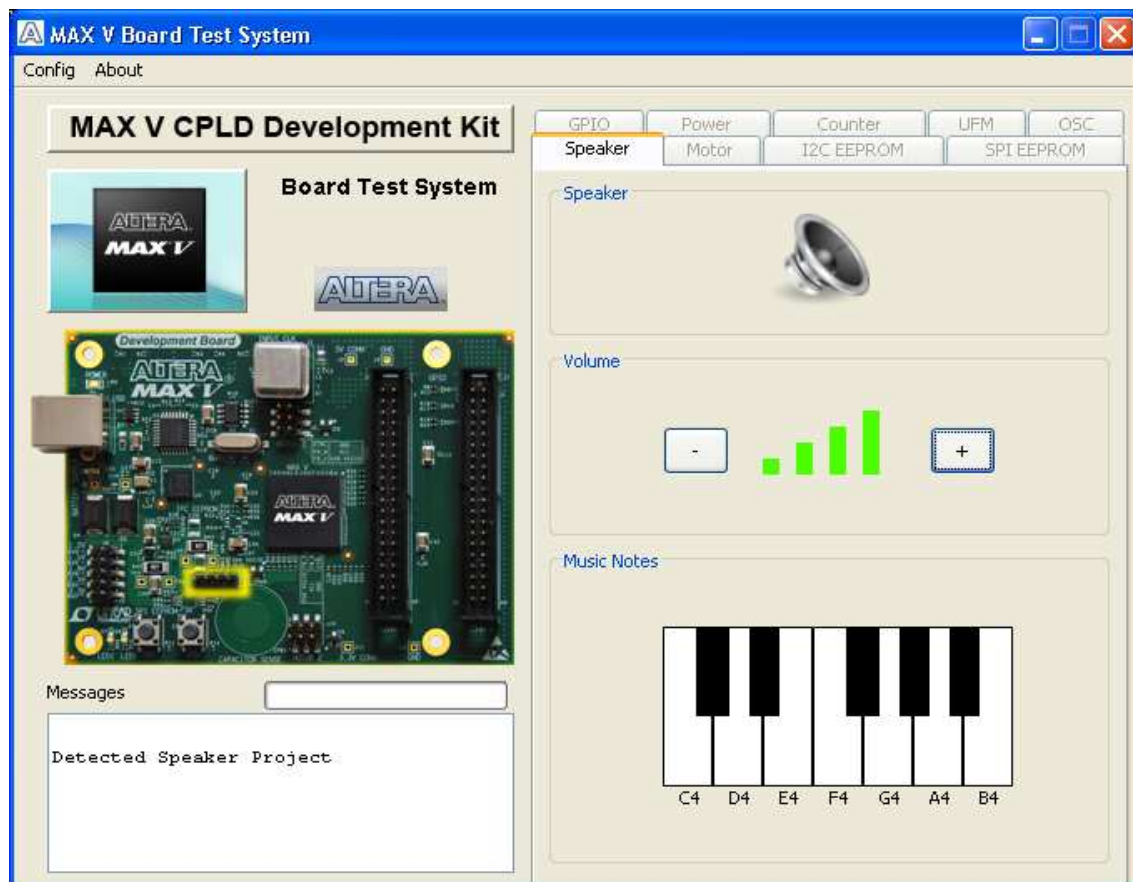 MAX V Board Test System
Config About
MAX V CPLD Development Kit
Board Test System
ALTERA
MAX V
ALTERA
Development Board
ALTERA
MAX V
ALTERA
MAX V
CAPACITOR SENSE
Messages
Detected Speaker Project
GPIO Power Counter UFM OSC
Speaker Motor I2C EEPROM SPI EEPROM
Speaker
Volume
- +
Music Notes
C4 D4 E4 F4 G4 A4 B4